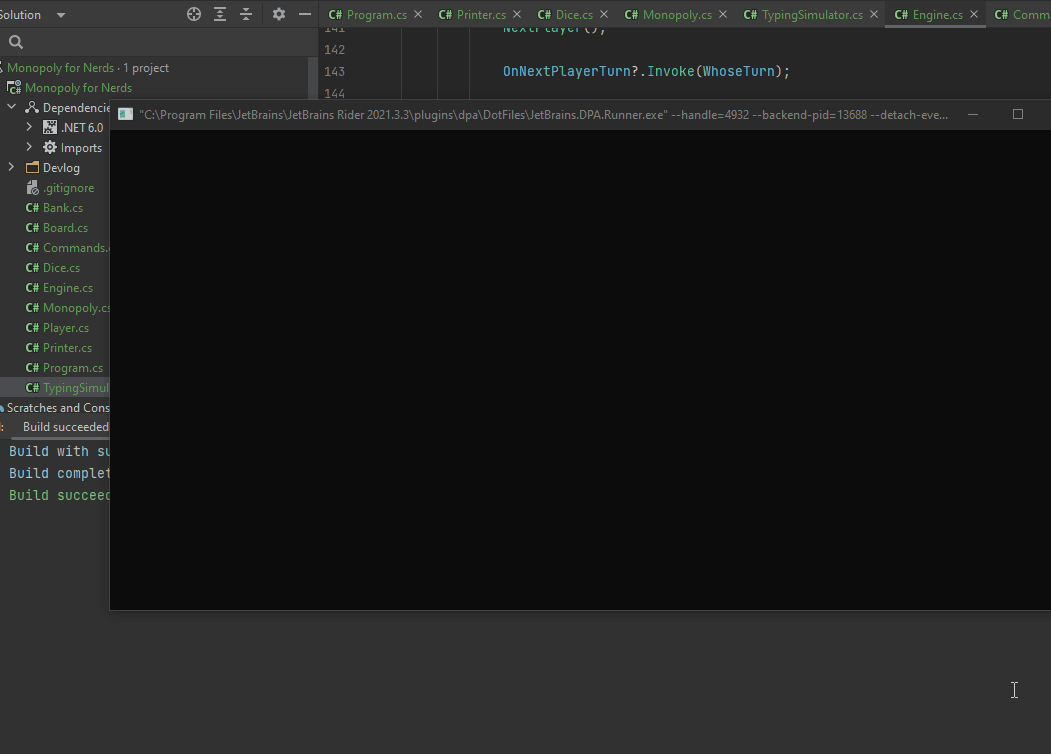 Solution
C# Program.cs × C# Printer.cs × C# Dice.cs × C# Monopoly.cs × C# TypingSimulator.cs × C# Engine.cs × C# Comm
141 NextPlayer();
142
143 OnNextPlayerTurn?.Invoke(WhoseTurn);
144
Monopoly for Nerds · 1 project
Monopoly for Nerds
Dependencie
.NET 6.0
Imports
Devlog
.gitignore
C# Bank.cs
C# Board.cs
C# Commands.
C# Dice.cs
C# Engine.cs
C# Monopoly.cs
C# Player.cs
C# Printer.cs
C# Program.cs
C# TypingSimul
Scratches and Cons
Build succeeded
Build with su
Build complet
Build succeed
"C:\Program Files\JetBrains\JetBrains Rider 2021.3.3\plugins\dpa\DotFiles\JetBrains.DPA.Runner.exe" --handle=4932 --backend-pid=13688 --detach-eve...